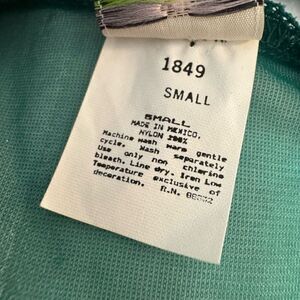 1849
SMALL
SMALL
MADE IN MEXICO.
NYLON
Machine wash warm gentle
cycle. Wash separately
Use only non chlorine
bleach. Line dry. Iron Low
Temperature exclusive of
decoration. R.N.